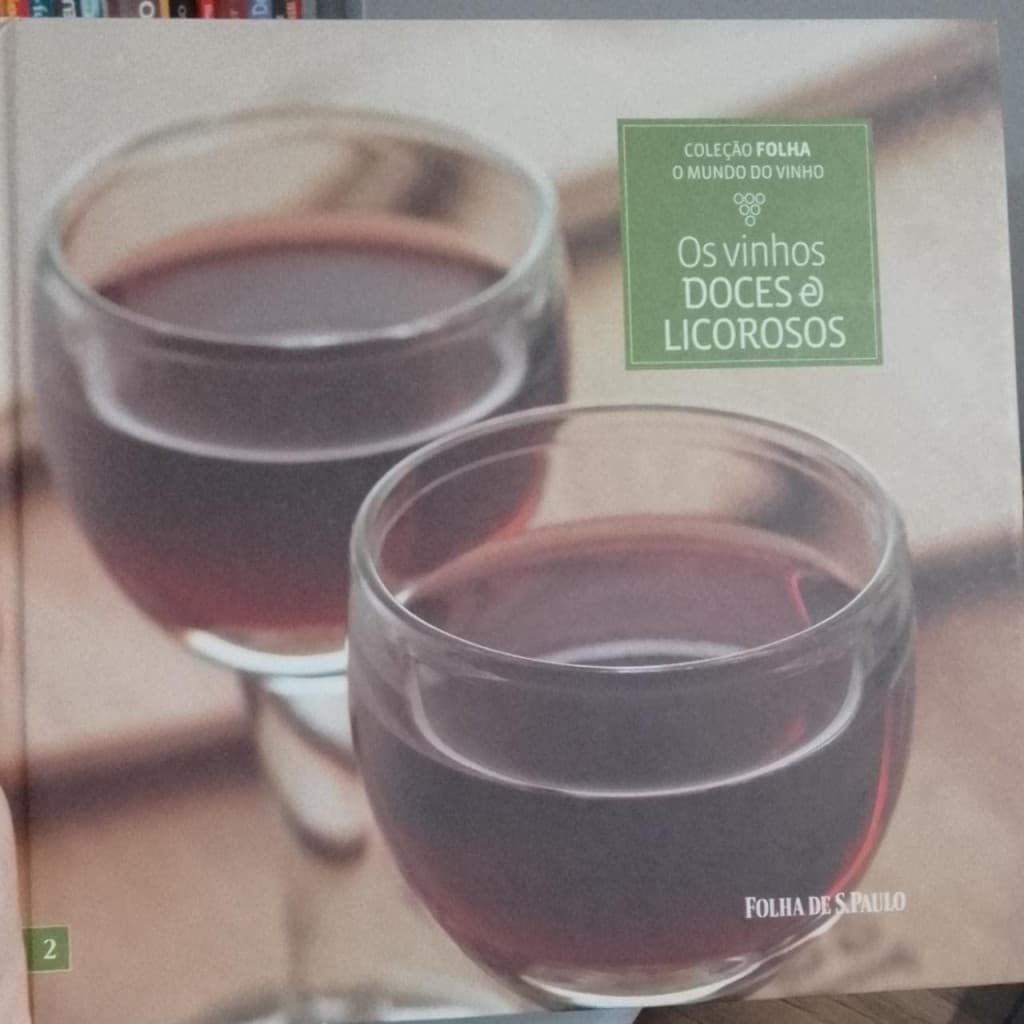 COLEÇÃO FOLHA
O MUNDO DO VINHO
Os vinhos
DOCES e
LICOROSOS
FOLHA DE S.PAULO
2